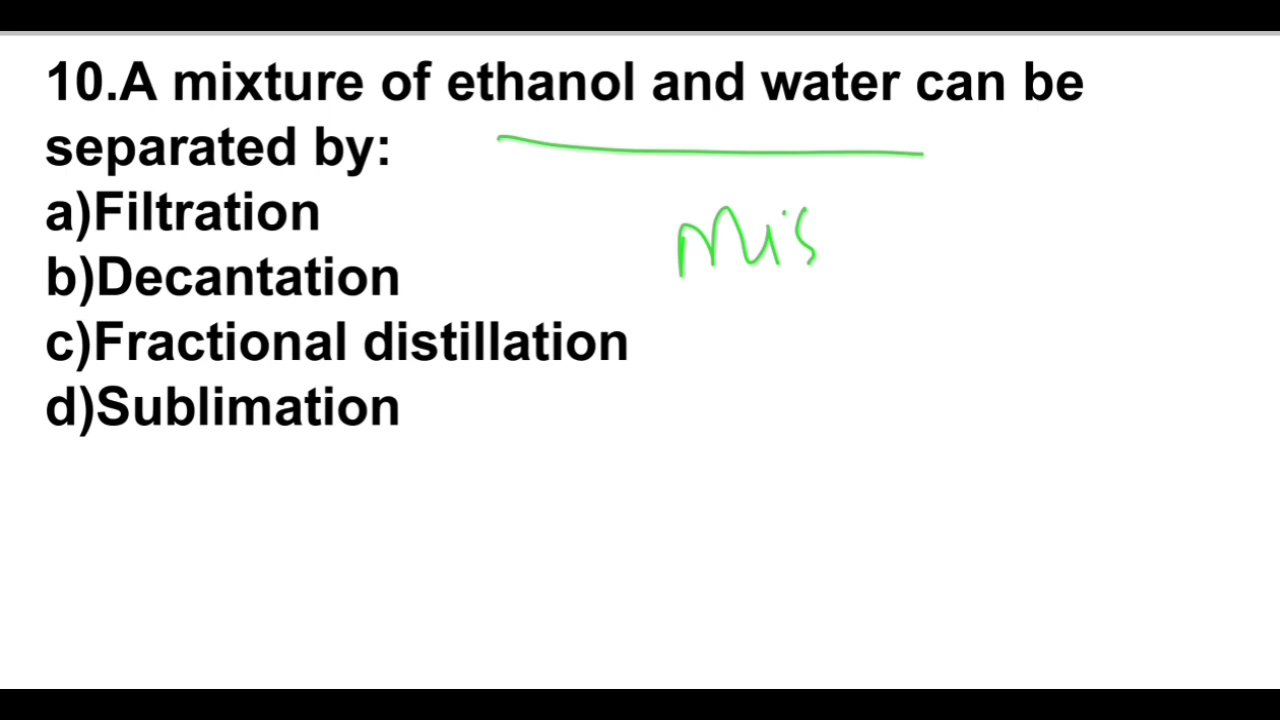 10.A mixture of ethanol and water can be
separated by:
a)Filtration
mis
b)Decantation
c)Fractional distillation
d)Sublimation